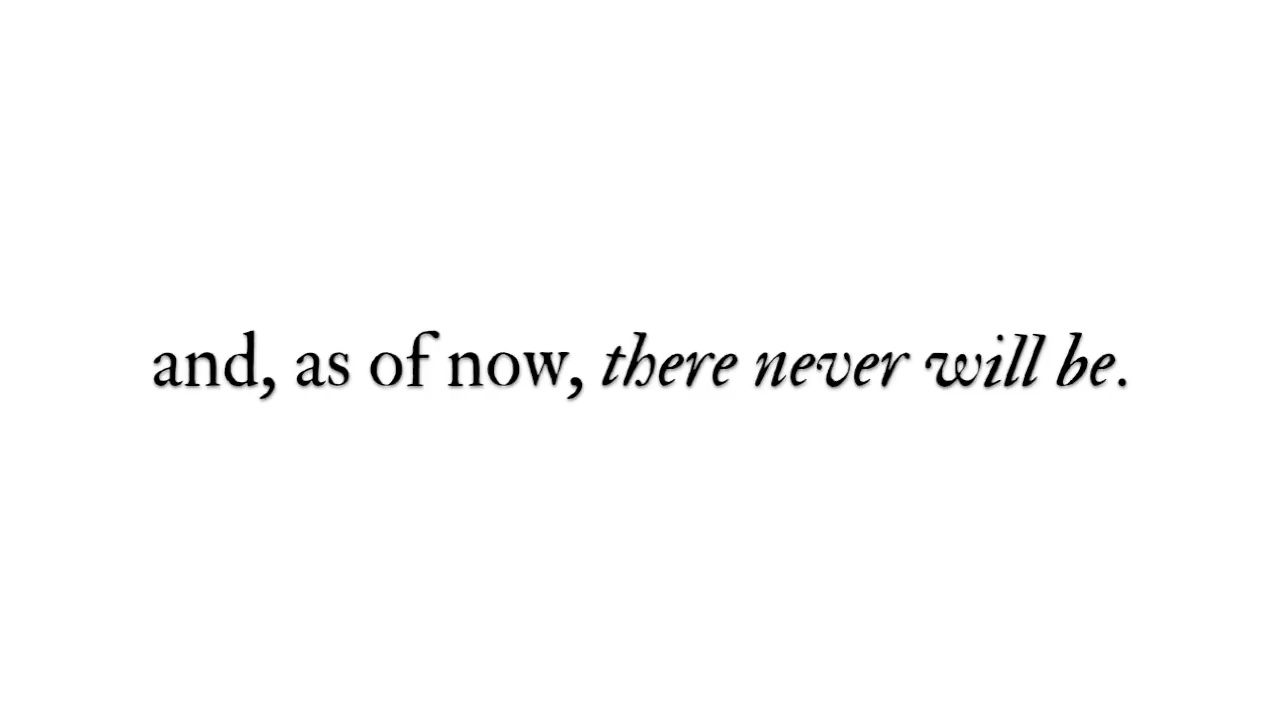 and, as of now, there never will be.